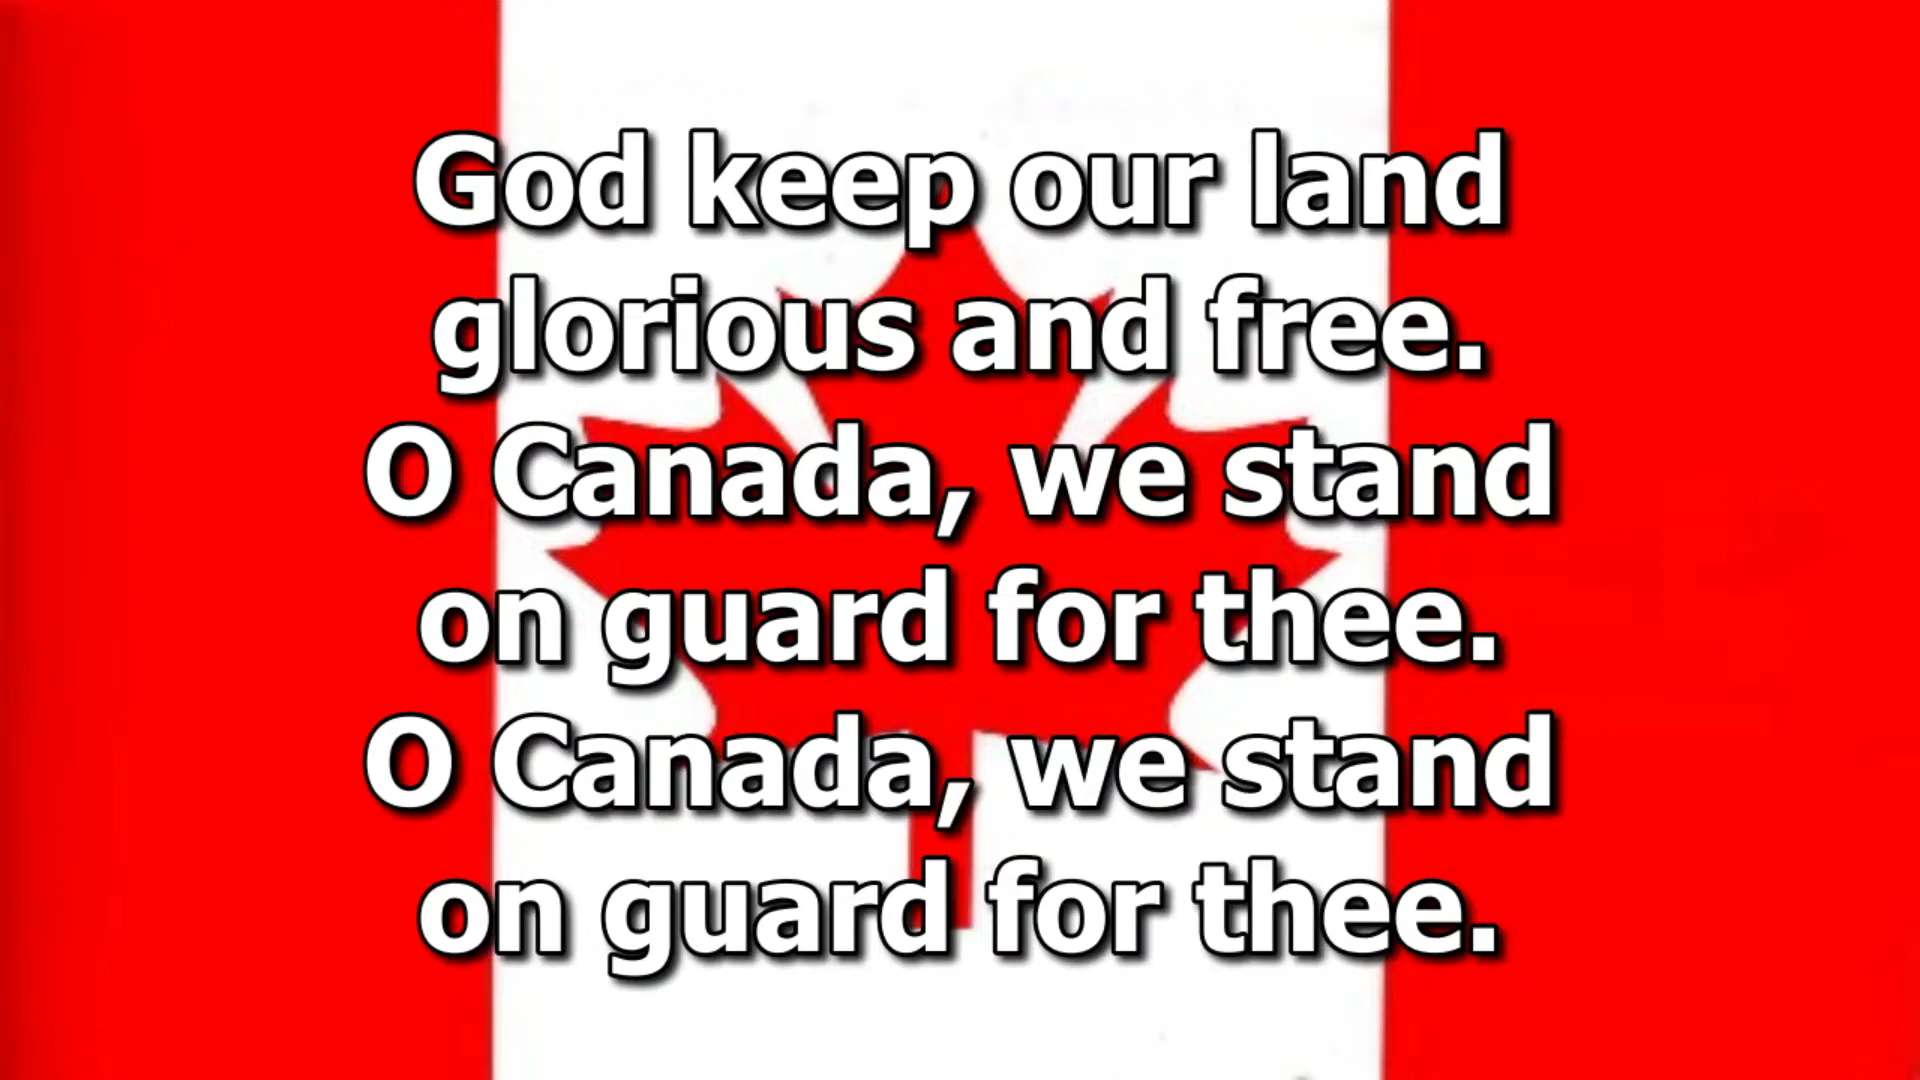 God keep our land
glorious and free.
O Canada, we stand
on guard for thee.
O Canada, we stand
on guard for thee.